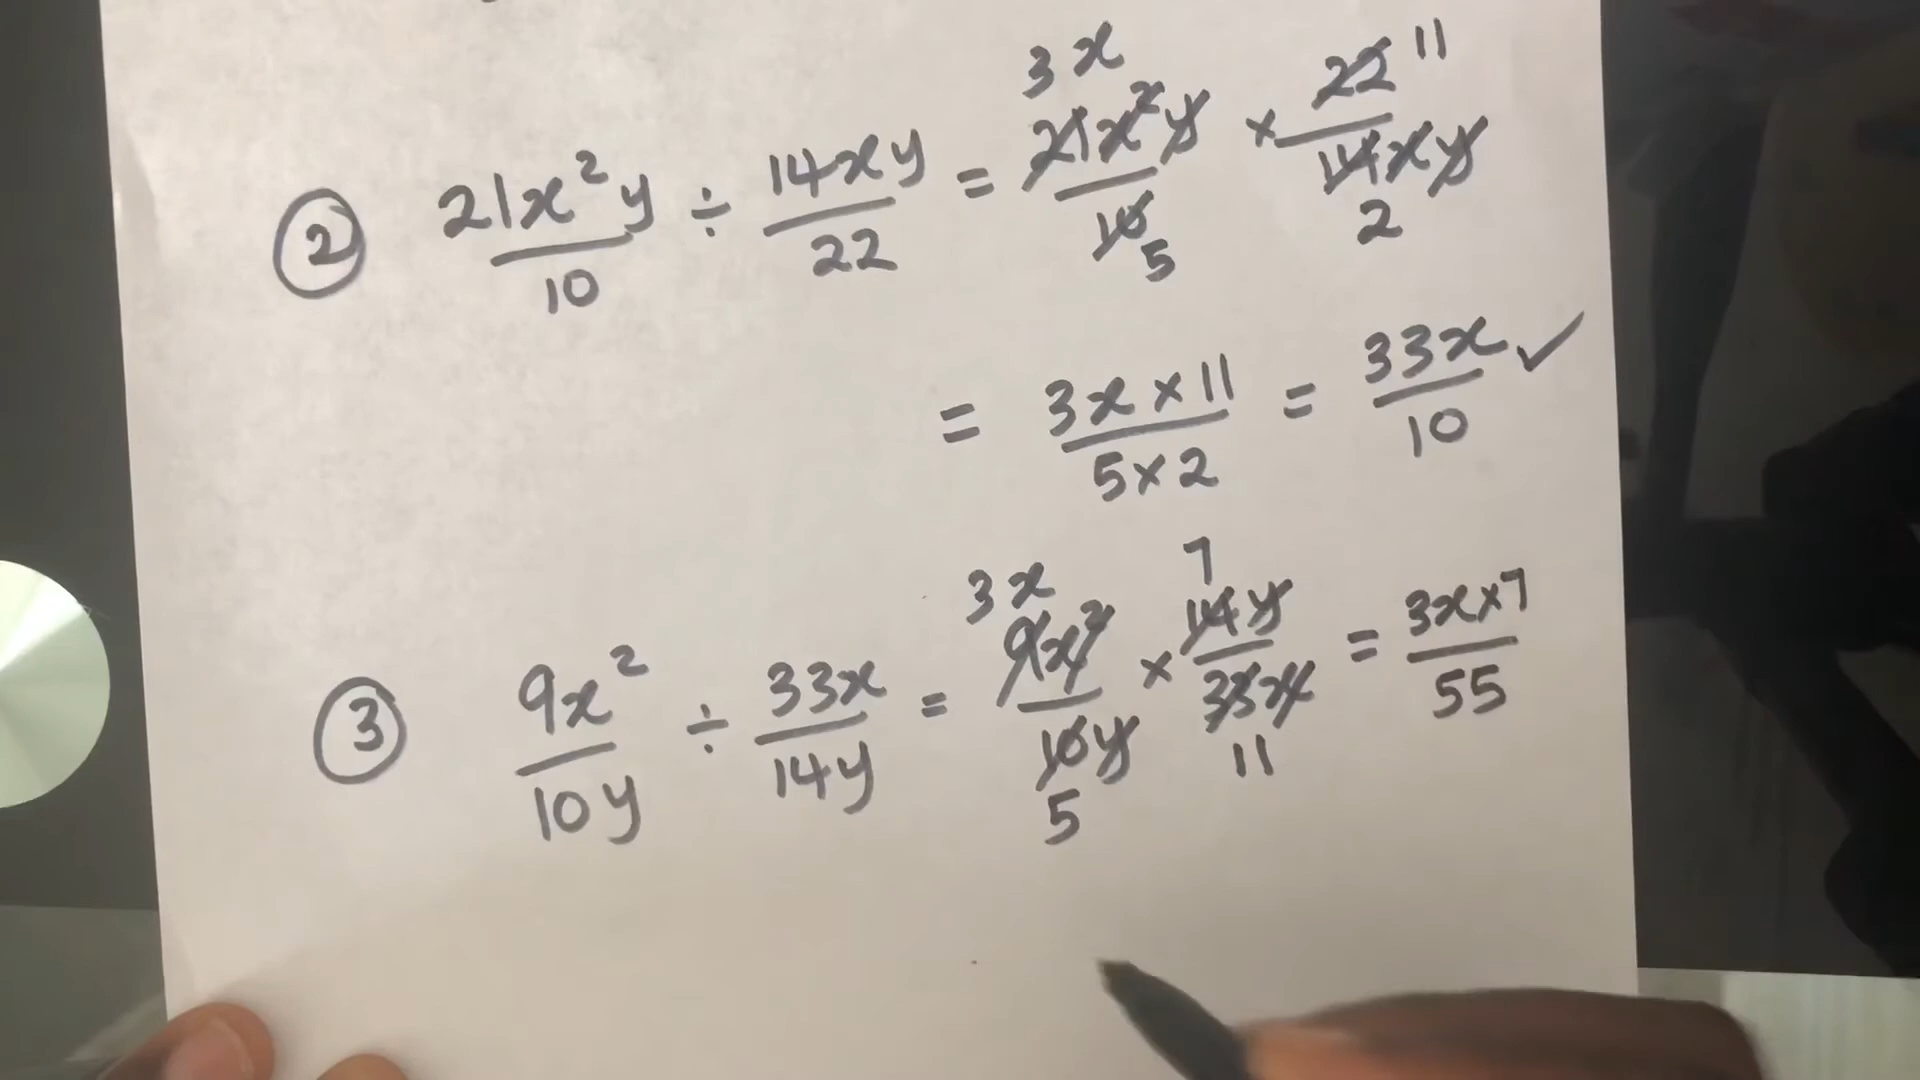 ② 21x²y/10 ÷ 14xy/22 = 3x 21x²y/10 5 × 22 11/14xy 2
= 3x × 11/5 × 2 = 33x/10 ✓
③ 9x²/10y ÷ 33x/14y = 3x 9x²/10y 5 × 7 14y/33x 11 = 3x×7/55